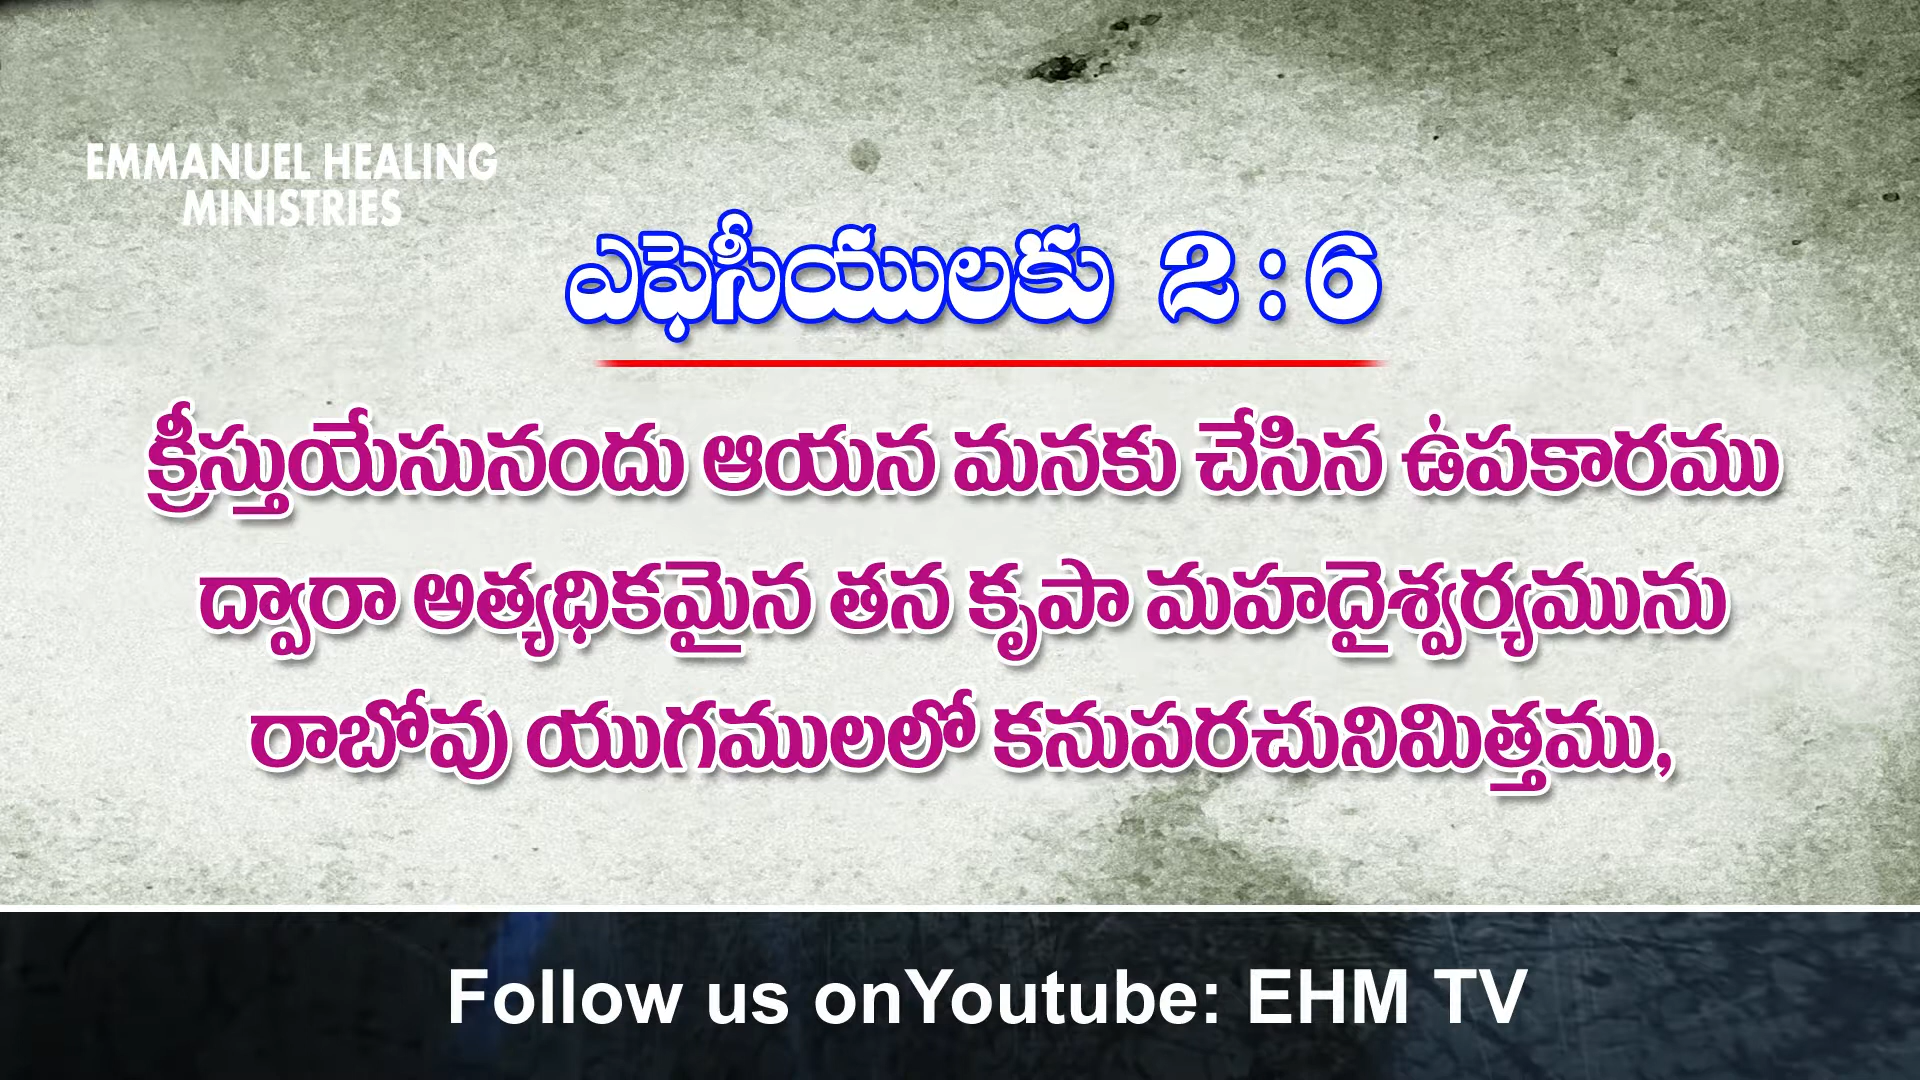 EMMANUEL HEALING
MINISTRIES
ఎఫెసీయులకు 2:6
క్రీస్తుయేసునందు ఆయన మనకు చేసిన ఉపకారము
ద్వారా అత్యధికమైన తన కృపా మహదైశ్వర్యమును
రాబోవు యుగములలో కనుపరచునిమిత్తము,
Follow us onYoutube: EHM TV